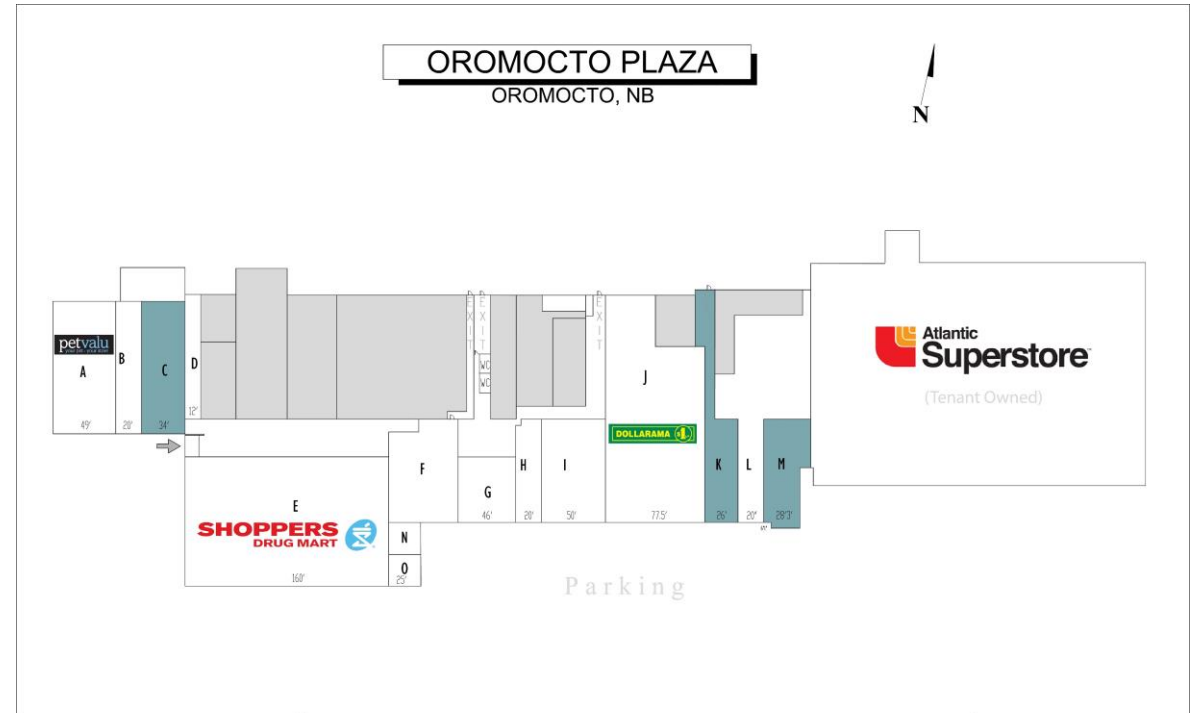 OROMOCTO PLAZA
OROMOCTO, NB
N
petvalu
A
B
C
D
49'
20'
34'
12'
EXIT
EXIT
WC
WC
EXIT
J
DOLLARAMA
Atlantic
Superstore
(Tenant Owned)
E
SHOPPERS
DRUG MART
160'
F
G
46'
H
20'
I
50'
77.5'
K
26'
L
20'
M
28'3"
5'
N
O
25'
Parking